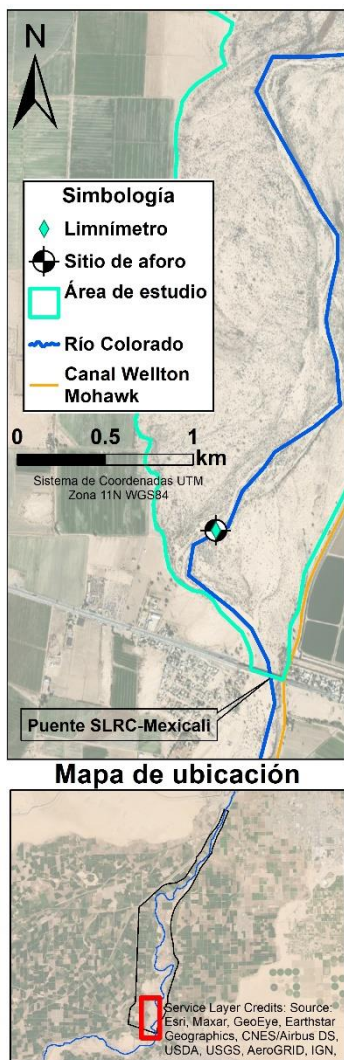 N
Simbología
Limnímetro
Sitio de aforo
Área de estudio
Río Colorado
Canal Wellton
Mohawk
0 0.5 1
km
Sistema de Coordenadas UTM
Zona 11N WGS84
Puente SLRC-Mexicali
Mapa de ubicación
Service Layer Credits: Source:
Esri, Maxar, GeoEye, Earthstar
Geographics, CNES/Airbus DS,
USDA, USGS, AeroGRID, IGN,